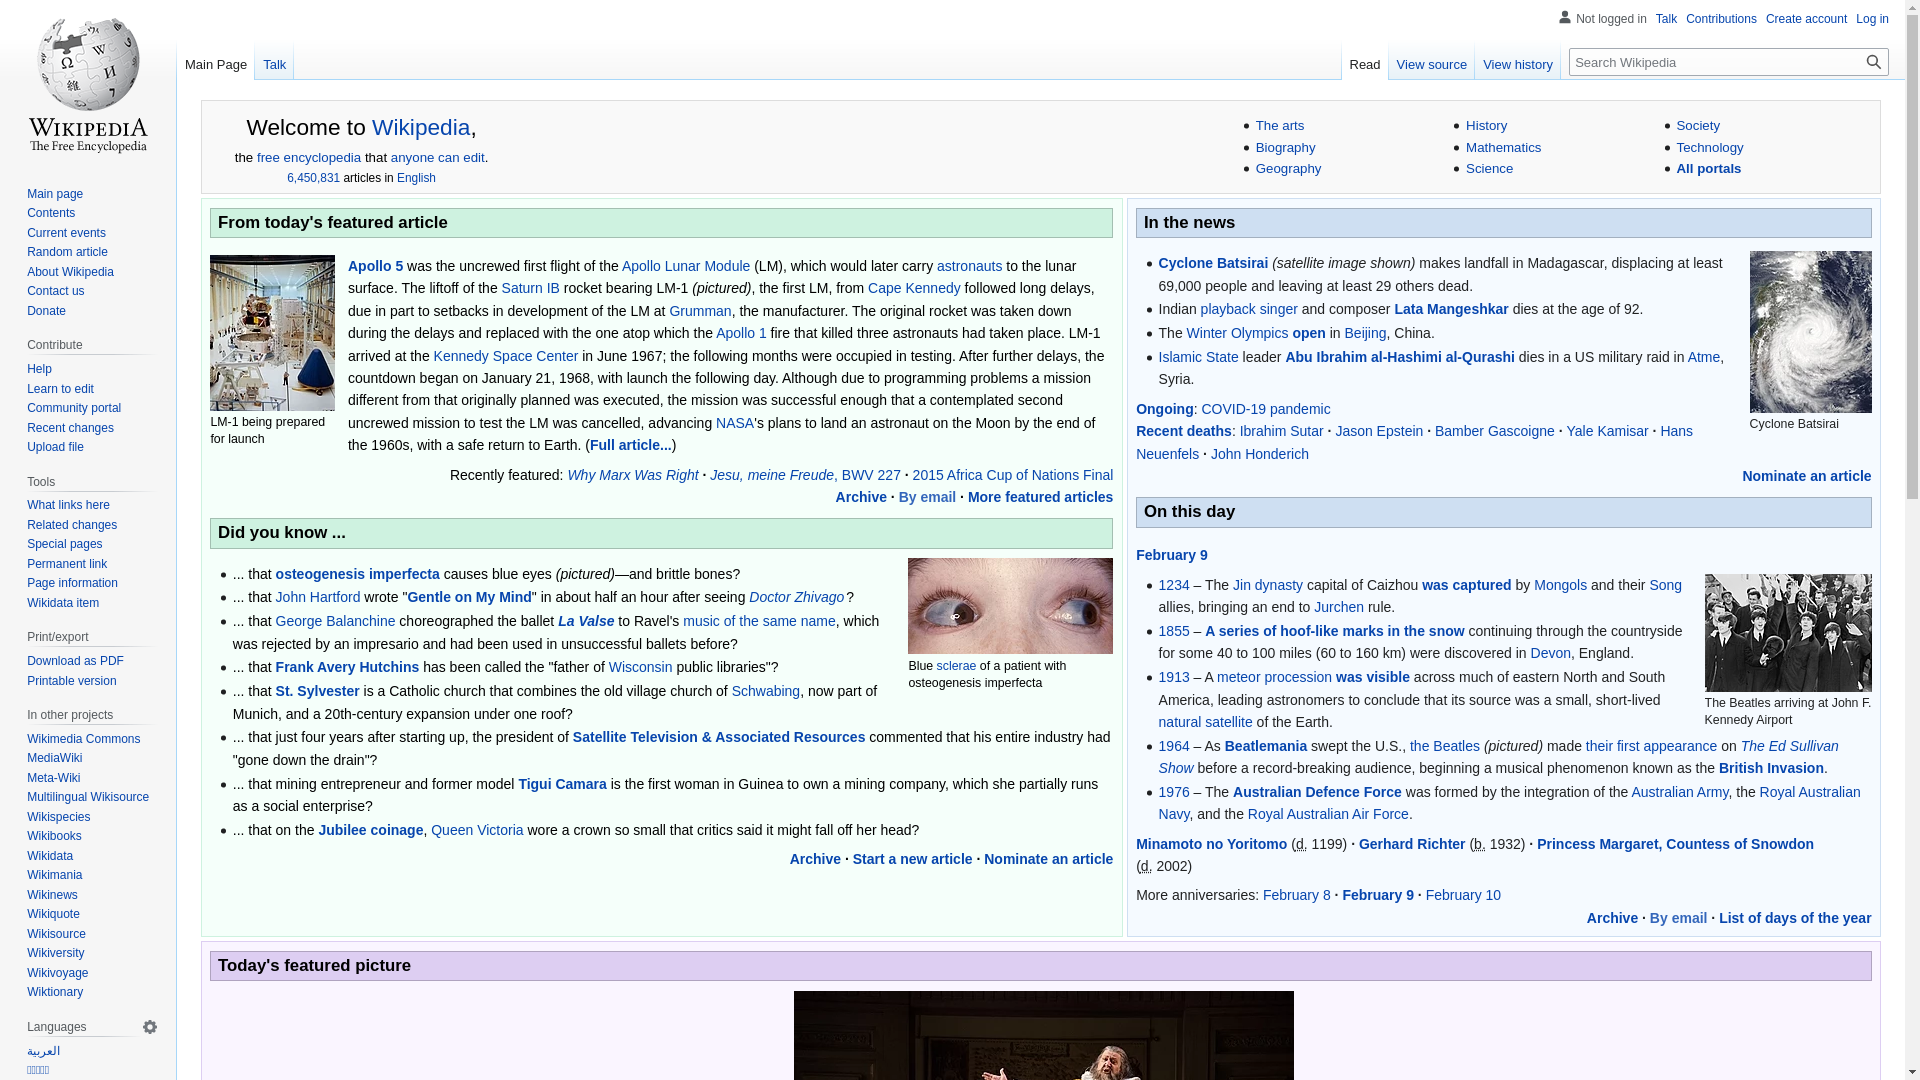 Not logged in Talk Contributions Create account Log in
Main Page Talk Read View source View history Search Wikipedia
WIKIPEDIA
The Free Encyclopedia
Main page
Contents
Current events
Random article
About Wikipedia
Contact us
Donate
Contribute
Help
Learn to edit
Community portal
Recent changes
Upload file
Tools
What links here
Related changes
Special pages
Permanent link
Page information
Wikidata item
Print/export
Download as PDF
Printable version
In other projects
Wikimedia Commons
MediaWiki
Meta-Wiki
Multilingual Wikisource
Wikispecies
Wikibooks
Wikidata
Wikimania
Wikinews
Wikiquote
Wikisource
Wikiversity
Wikivoyage
Wiktionary
Languages
العربية
Welcome to Wikipedia,
the free encyclopedia that anyone can edit.
6,450,831 articles in English
The arts
Biography
Geography
History
Mathematics
Science
Society
Technology
All portals
From today's featured article
LM-1 being prepared
for launch
Apollo 5 was the uncrewed first flight of the Apollo Lunar Module (LM), which would later carry astronauts to the lunar
surface. The liftoff of the Saturn IB rocket bearing LM-1 (pictured), the first LM, from Cape Kennedy followed long delays,
due in part to setbacks in development of the LM at Grumman, the manufacturer. The original rocket was taken down
during the delays and replaced with the one atop which the Apollo 1 fire that killed three astronauts had taken place. LM-1
arrived at the Kennedy Space Center in June 1967; the following months were occupied in testing. After further delays, the
countdown began on January 21, 1968, with launch the following day. Although due to programming problems a mission
different from that originally planned was executed, the mission was successful enough that a contemplated second
uncrewed mission to test the LM was cancelled, advancing NASA's plans to land an astronaut on the Moon by the end of
the 1960s, with a safe return to Earth. (Full article...)
Recently featured: Why Marx Was Right · Jesu, meine Freude, BWV 227 · 2015 Africa Cup of Nations Final
Archive · By email · More featured articles
Did you know ...
Blue sclerae of a patient with
osteogenesis imperfecta
... that osteogenesis imperfecta causes blue eyes (pictured)—and brittle bones?
... that John Hartford wrote "Gentle on My Mind" in about half an hour after seeing Doctor Zhivago?
... that George Balanchine choreographed the ballet La Valse to Ravel's music of the same name, which
was rejected by an impresario and had been used in unsuccessful ballets before?
... that Frank Avery Hutchins has been called the "father of Wisconsin public libraries"?
... that St. Sylvester is a Catholic church that combines the old village church of Schwabing, now part of
Munich, and a 20th-century expansion under one roof?
... that just four years after starting up, the president of Satellite Television & Associated Resources commented that his entire industry had
"gone down the drain"?
... that mining entrepreneur and former model Tigui Camara is the first woman in Guinea to own a mining company, which she partially runs
as a social enterprise?
... that on the Jubilee coinage, Queen Victoria wore a crown so small that critics said it might fall off her head?
Archive · Start a new article · Nominate an article
In the news
Cyclone Batsirai
Cyclone Batsirai (satellite image shown) makes landfall in Madagascar, displacing at least
69,000 people and leaving at least 29 others dead.
Indian playback singer and composer Lata Mangeshkar dies at the age of 92.
The Winter Olympics open in Beijing, China.
Islamic State leader Abu Ibrahim al-Hashimi al-Qurashi dies in a US military raid in Atme,
Syria.
Ongoing: COVID-19 pandemic
Recent deaths: Ibrahim Sutar · Jason Epstein · Bamber Gascoigne · Yale Kamisar · Hans
Neuenfels · John Honderich
Nominate an article
On this day
February 9
The Beatles arriving at John F.
Kennedy Airport
1234 – The Jin dynasty capital of Caizhou was captured by Mongols and their Song
allies, bringing an end to Jurchen rule.
1855 – A series of hoof-like marks in the snow continuing through the countryside
for some 40 to 100 miles (60 to 160 km) were discovered in Devon, England.
1913 – A meteor procession was visible across much of eastern North and South
America, leading astronomers to conclude that its source was a small, short-lived
natural satellite of the Earth.
1964 – As Beatlemania swept the U.S., the Beatles (pictured) made their first appearance on The Ed Sullivan
Show before a record-breaking audience, beginning a musical phenomenon known as the British Invasion.
1976 – The Australian Defence Force was formed by the integration of the Australian Army, the Royal Australian
Navy, and the Royal Australian Air Force.
Minamoto no Yoritomo (d. 1199) · Gerhard Richter (b. 1932) · Princess Margaret, Countess of Snowdon
(d. 2002)
More anniversaries: February 8 · February 9 · February 10
Archive · By email · List of days of the year
Today's featured picture